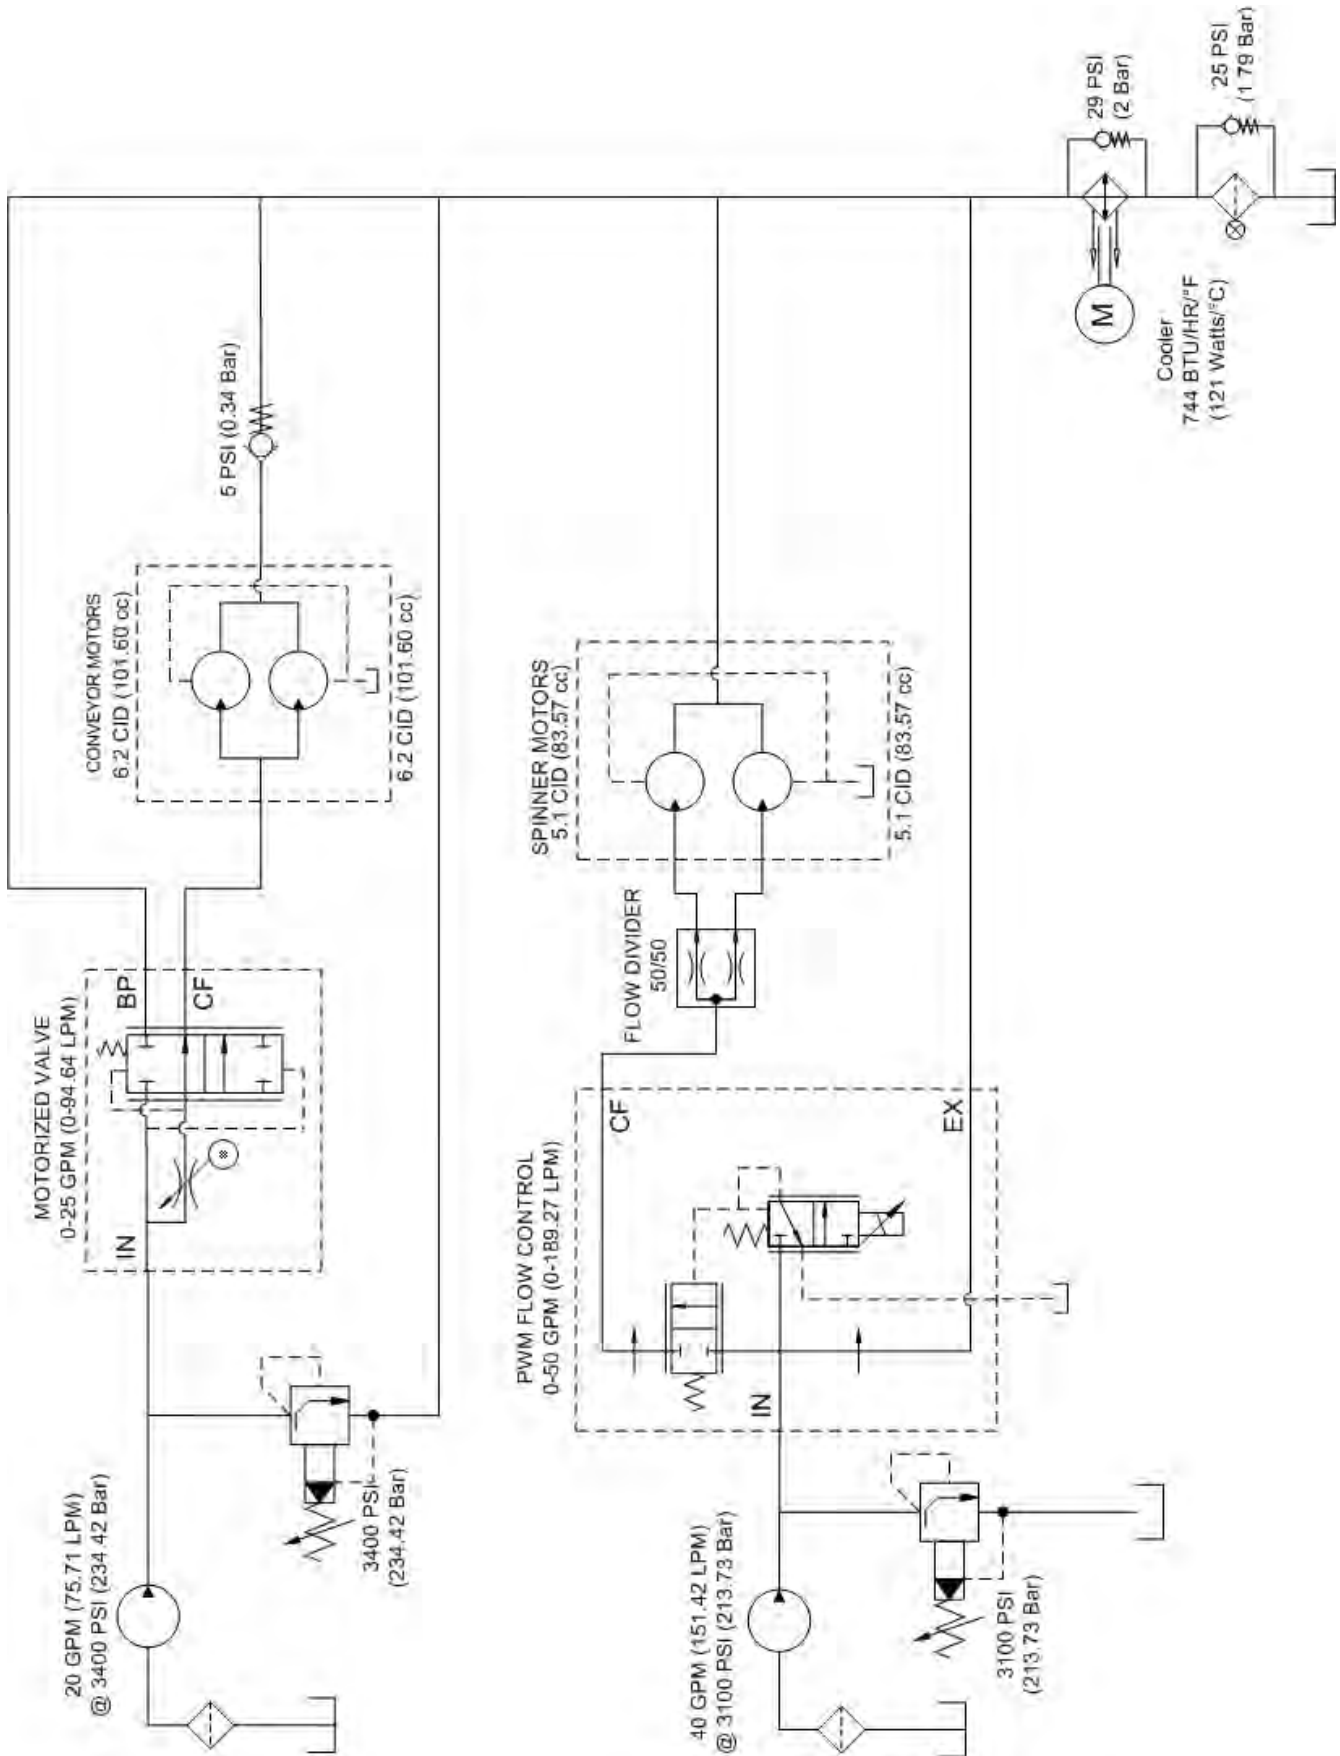 20 GPM (75.71 LPM)
@ 3400 PSI (234.42 Bar)
3400 PSI
(234.42 Bar)
MOTORIZED VALVE
0-25 GPM (0-94.64 LPM)
IN
BP
CF
CONVEYOR MOTORS
6.2 CID (101.60 cc)
6.2 CID (101.60 cc)
5 PSI (0.34 Bar)
40 GPM (151.42 LPM)
@ 3100 PSI (213.73 Bar)
3100 PSI
(213.73 Bar)
PWM FLOW CONTROL
0-50 GPM (0-189.27 LPM)
IN
CF
EX
FLOW DIVIDER
50/50
SPINNER MOTORS
5.1 CID (83.57 cc)
5.1 CID (83.57 cc)
M
Cooler
744 BTU/HR/°F
(121 Watts/°C)
29 PSI
(2 Bar)
25 PSI
(1.79 Bar)